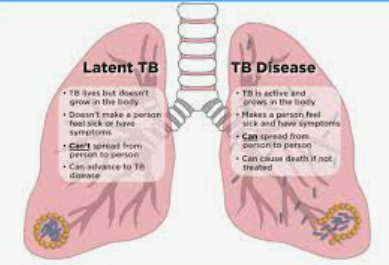 Latent TB
• TB lives but doesn't
grow in the body
• Doesn't make a person
feel sick or have
symptoms
• Can't spread from
person to person
• Can advance to TB
disease
TB Disease
• TB is active and
grows in the body
• Makes a person feel
sick and have symptoms
• Can spread from
person to person
• Can cause death if not
treated